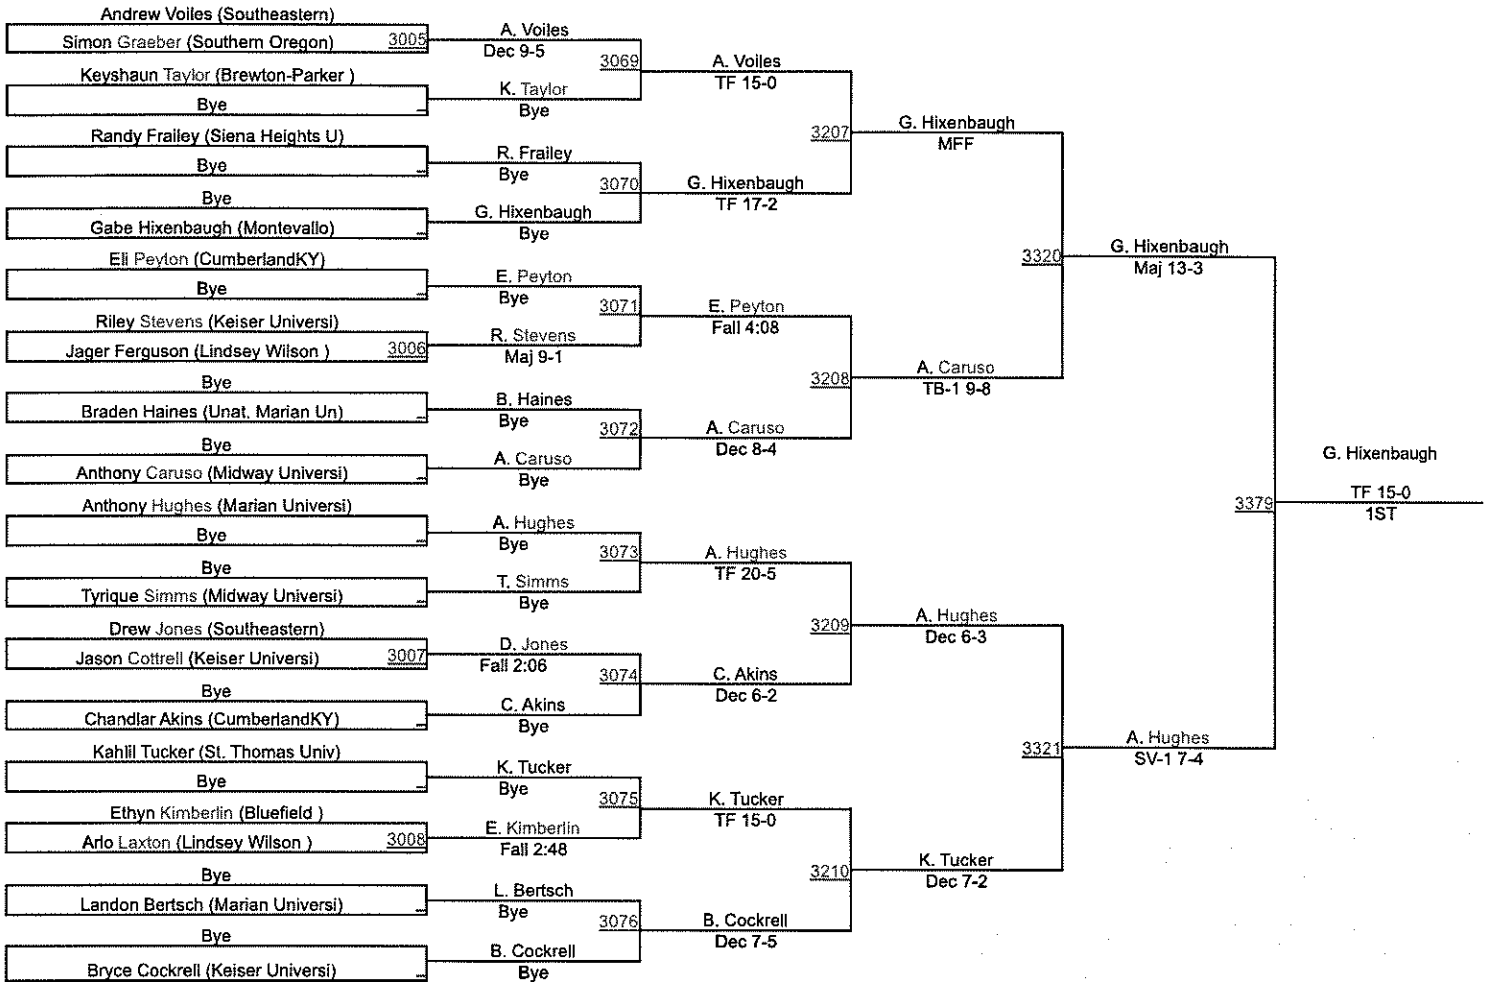 Andrew Voiles (Southeastern)
Simon Graeber (Southern Oregon) 3005
Keyshaun Taylor (Brewton-Parker )
Bye
Randy Frailey (Siena Heights U)
Bye
Bye
Gabe Hixenbaugh (Montevallo)
Eli Peyton (CumberlandKY)
Bye
Riley Stevens (Keiser Universi)
Jager Ferguson (Lindsey Wilson ) 3006
Bye
Braden Haines (Unat. Marian Un)
Bye
Anthony Caruso (Midway Universi)
Anthony Hughes (Marian Universi)
Bye
Bye
Tyrique Simms (Midway Universi)
Drew Jones (Southeastern)
Jason Cottrell (Keiser Universi) 3007
Bye
Chandlar Akins (CumberlandKY)
Kahlil Tucker (St. Thomas Univ)
Bye
Ethyn Kimberlin (Bluefield )
Arlo Laxton (Lindsey Wilson ) 3008
Bye
Landon Bertsch (Marian Universi)
Bye
Bryce Cockrell (Keiser Universi)
A. Voiles
Dec 9-5
3069
K. Taylor
Bye
R. Frailey
Bye
3070
G. Hixenbaugh
Bye
E. Peyton
Bye
3071
R. Stevens
Maj 9-1
B. Haines
Bye
3072
A. Caruso
Bye
A. Hughes
Bye
3073
T. Simms
Bye
D. Jones
Fall 2:06
3074
C. Akins
Bye
K. Tucker
Bye
3075
E. Kimberlin
Fall 2:48
L. Bertsch
Bye
3076
B. Cockrell
Bye
A. Voiles
TF 15-0
3207
G. Hixenbaugh
TF 17-2
E. Peyton
Fall 4:08
3208
A. Caruso
Dec 8-4
A. Hughes
TF 20-5
3209
C. Akins
Dec 6-2
K. Tucker
TF 15-0
3210
B. Cockrell
Dec 7-5
G. Hixenbaugh
MFF
3320
A. Caruso
TB-1 9-8
A. Hughes
Dec 6-3
3321
K. Tucker
Dec 7-2
G. Hixenbaugh
Maj 13-3
3379
A. Hughes
SV-1 7-4
G. Hixenbaugh
TF 15-0
1ST